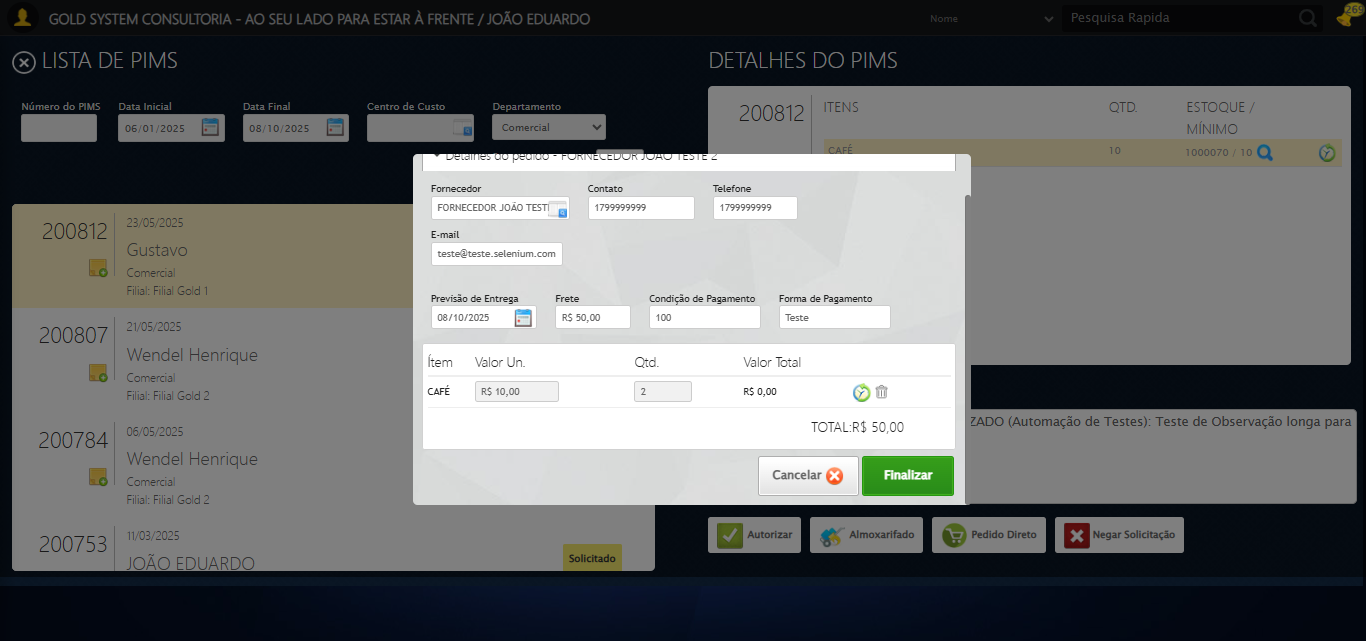 GOLD SYSTEM CONSULTORIA - AO SEU LADO PARA ESTAR À FRENTE / JOÃO EDUARDO
Nome
Pesquisa Rapida
269
LISTA DE PIMS
Número do PIMS
Data Inicial
Data Final
Centro de Custo
Departamento
06/01/2025
08/10/2025
Comercial
200812
23/05/2025
Gustavo
Comercial
Filial: Filial Gold 1
200807
21/05/2025
Wendel Henrique
Comercial
Filial: Filial Gold 2
200784
06/05/2025
Wendel Henrique
Comercial
Filial: Filial Gold 2
200753
11/03/2025
JOÃO EDUARDO
Solicitado
DETALHES DO PIMS
200812
ITENS
QTD.
ESTOQUE /
MÍNIMO
CAFÉ
10
1000070 / 10
Detalhes do pedido - FORNECEDOR JOÃO TESTE 2
Fornecedor
Contato
Telefone
FORNECEDOR JOÃO TEST
1799999999
1799999999
E-mail
teste@teste.selenium.com
Previsão de Entrega
Frete
Condição de Pagamento
Forma de Pagamento
08/10/2025
R$ 50,00
100
Teste
Ítem
Valor Un.
Qtd.
Valor Total
CAFÉ
R$ 10,00
2
R$ 0,00
TOTAL:R$ 50,00
Cancelar
Finalizar
ZADO (Automação de Testes): Teste de Observação longa para
Autorizar
Almoxarifado
Pedido Direto
Negar Solicitação